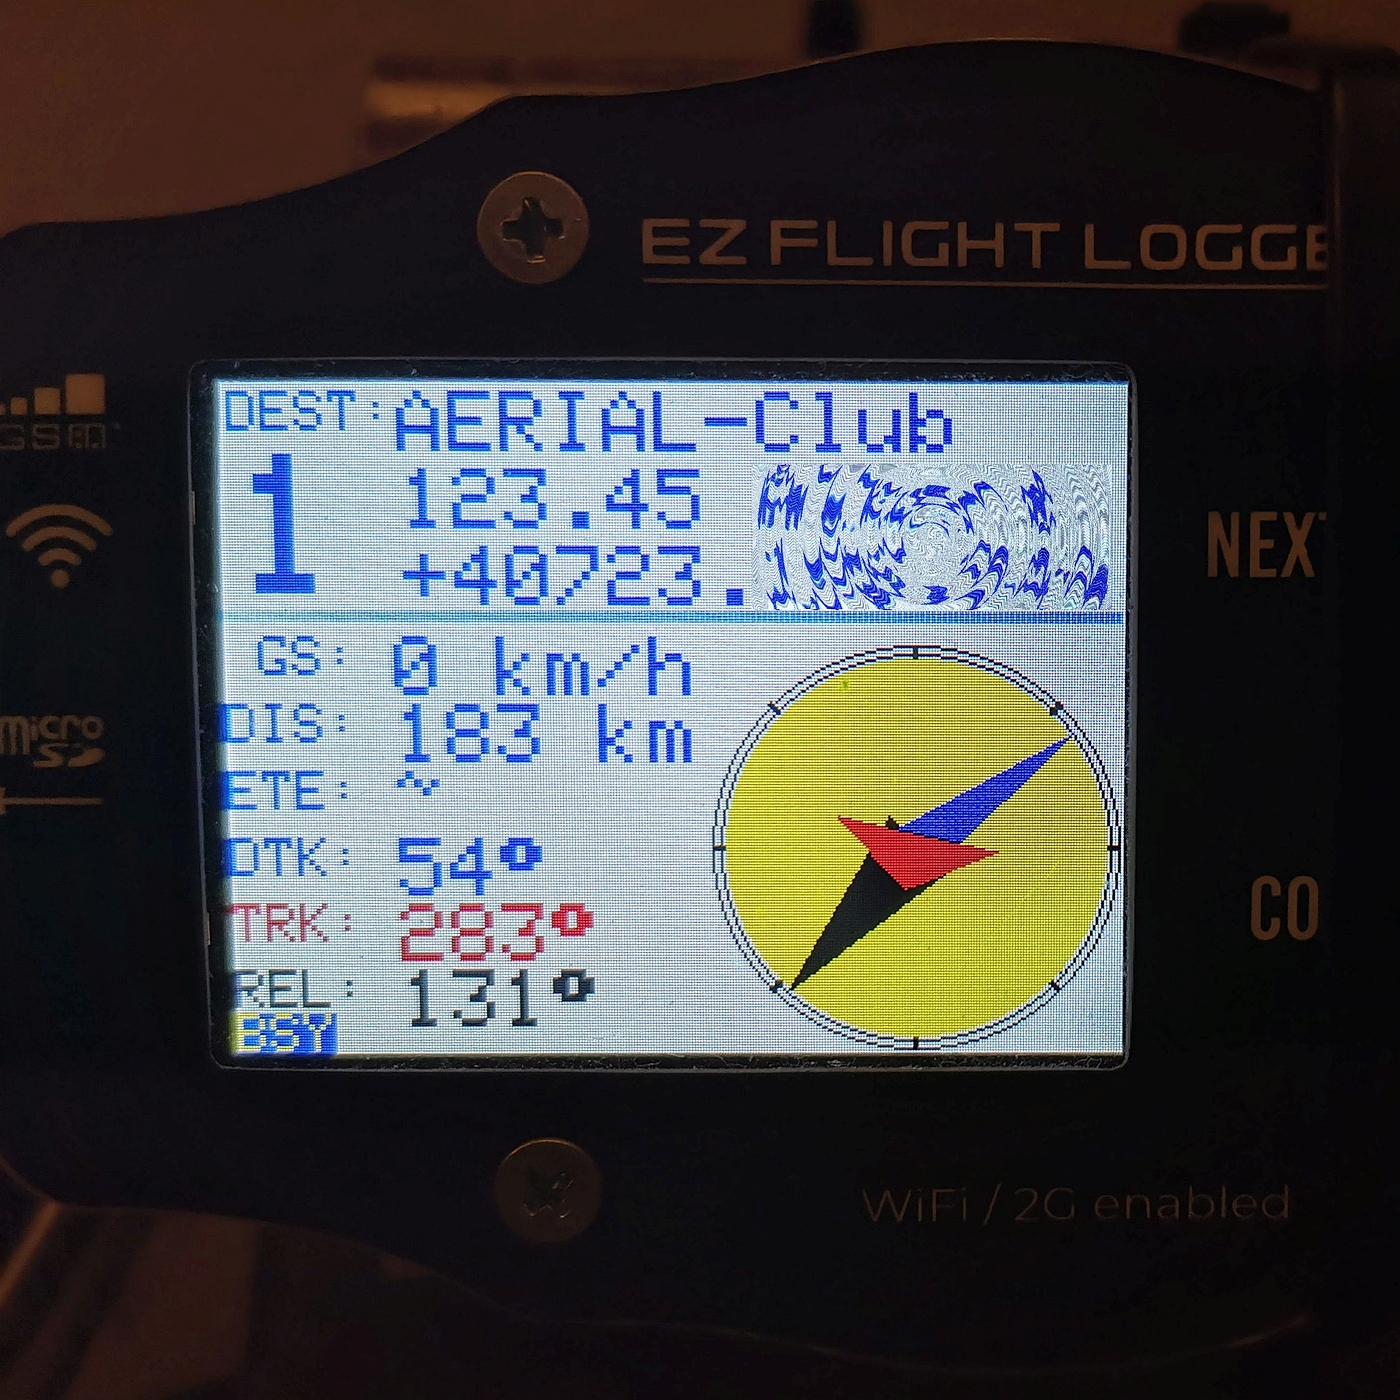 EZ FLIGHT LOGGE
GSM
DEST: AERIAL-Club
1
123.45
+40723.
NEXT
GS: 0 km/h
DIS: 183 km
ETE: ~
DTK: 54°
TRK: 283°
REL: 131°
BSY
micro
SD
CO
WiFi / 2G enabled